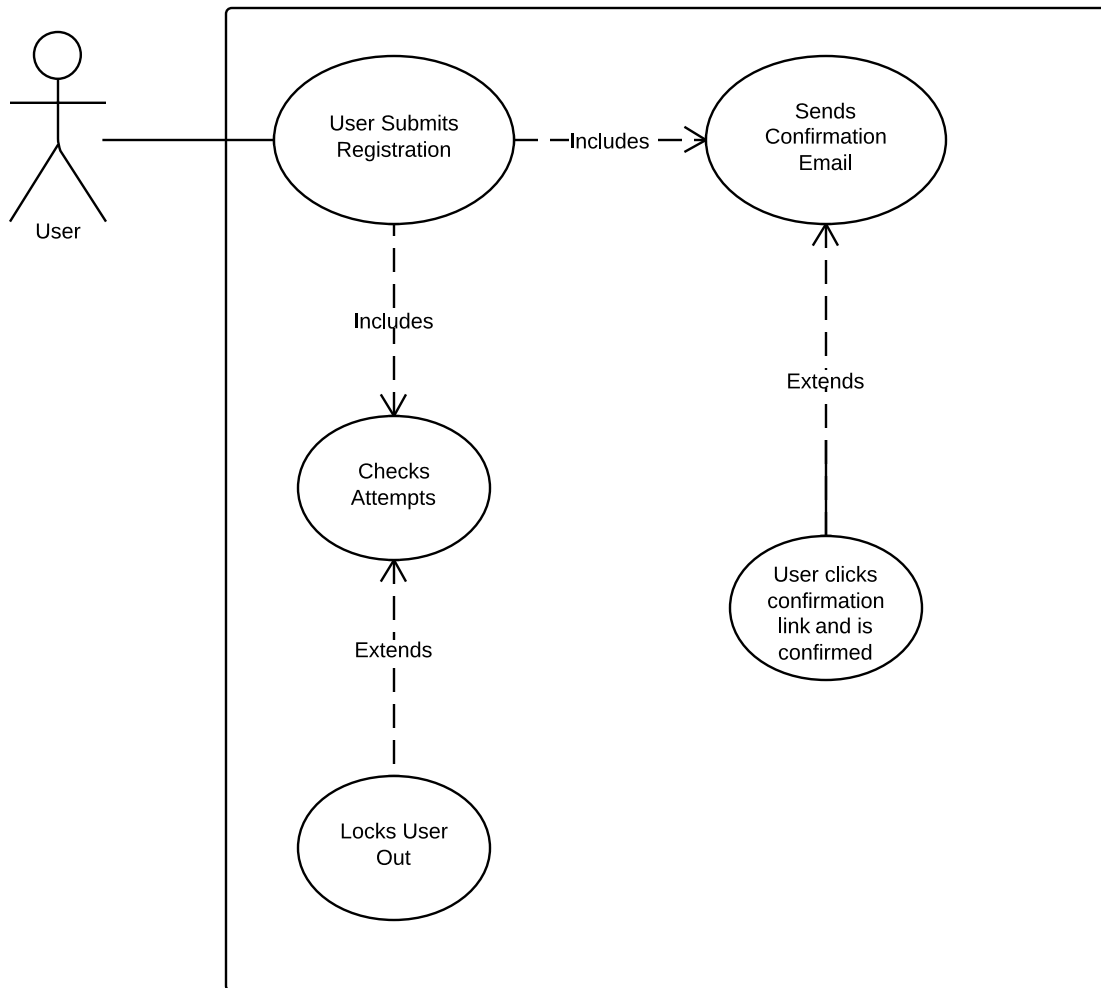 User Submits
Registration
Includes
Sends
Confirmation
Email
User
Includes
Extends
Checks
Attempts
User clicks
confirmation
link and is
confirmed
Extends
Locks User
Out